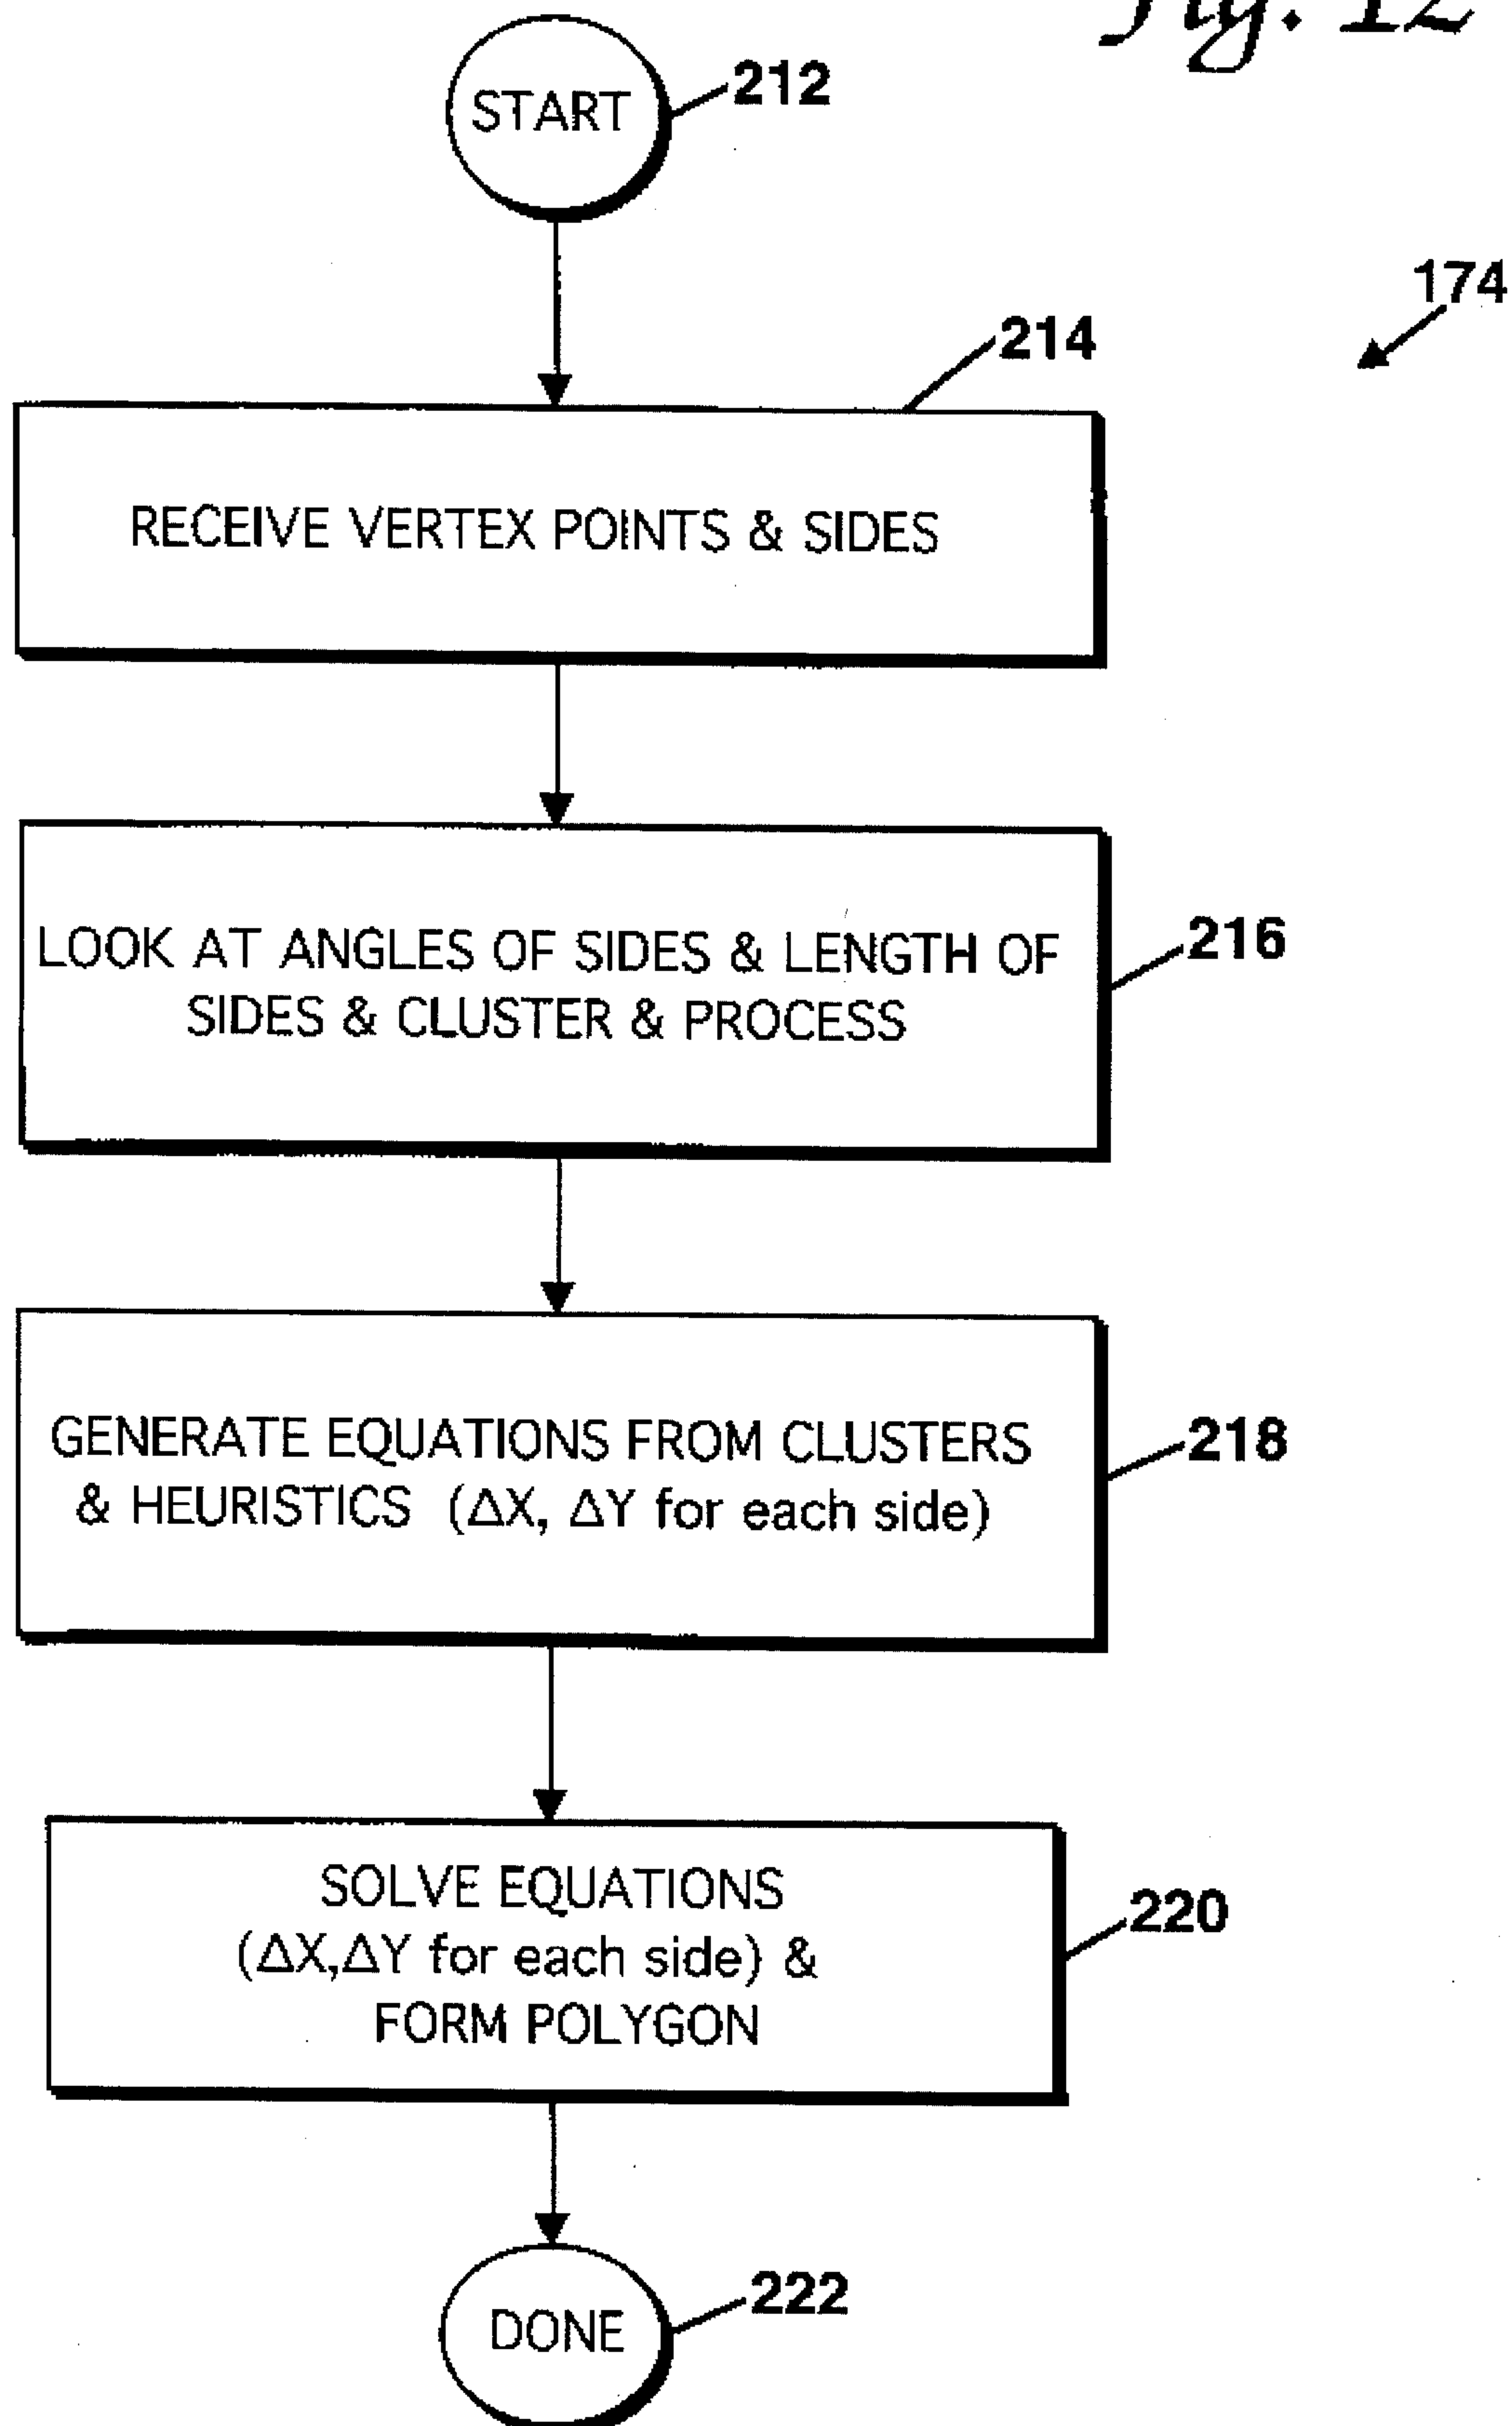 Fig. 12
START
212
174
214
RECEIVE VERTEX POINTS & SIDES
LOOK AT ANGLES OF SIDES & LENGTH OF
SIDES & CLUSTER & PROCESS
216
GENERATE EQUATIONS FROM CLUSTERS
& HEURISTICS (ΔX, ΔY for each side)
218
SOLVE EQUATIONS
(ΔX,ΔY for each side) &
FORM POLYGON
220
DONE
222